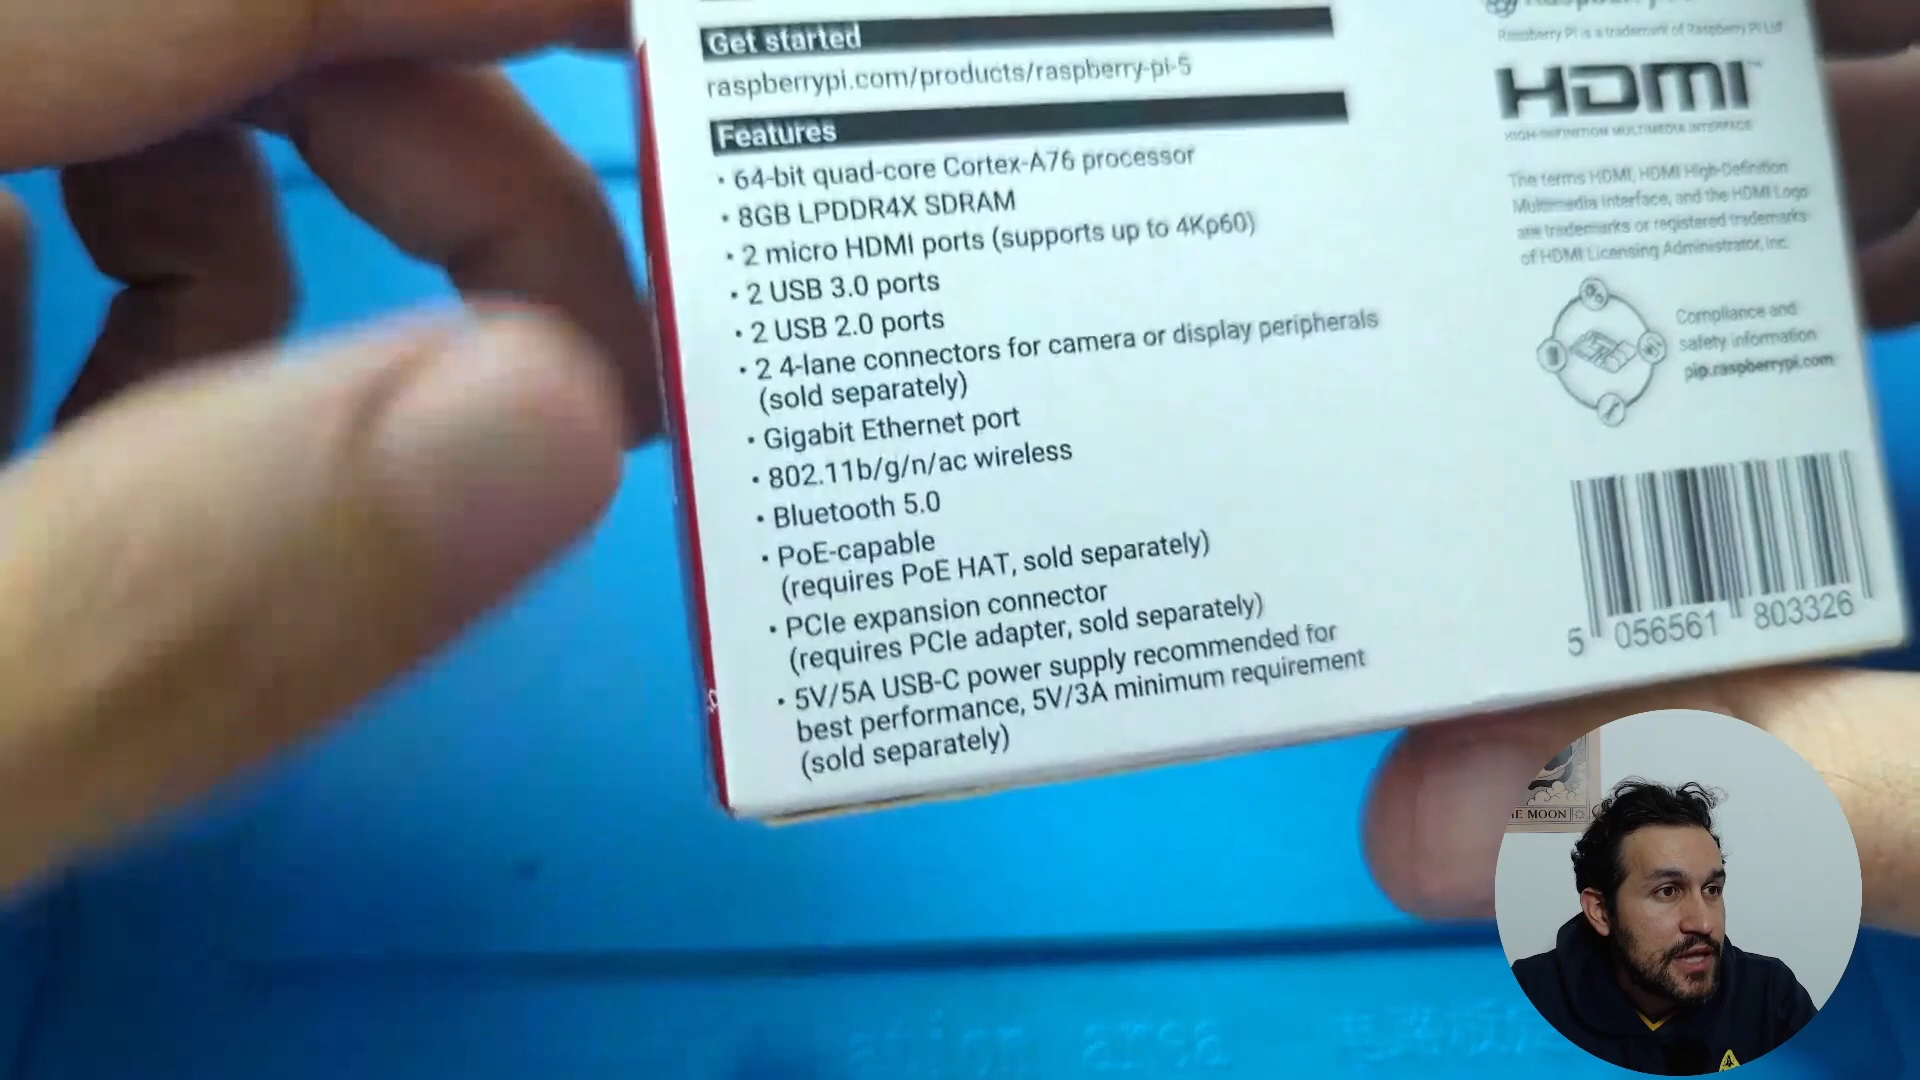 Get started
raspberrypi.com/products/raspberry-pi-5
Features
• 64-bit quad-core Cortex-A76 processor
• 8GB LPDDR4X SDRAM
• 2 micro HDMI ports (supports up to 4Kp60)
• 2 USB 3.0 ports
• 2 USB 2.0 ports
• 2 4-lane connectors for camera or display peripherals
(sold separately)
• Gigabit Ethernet port
• 802.11b/g/n/ac wireless
• Bluetooth 5.0
• PoE-capable
(requires PoE HAT, sold separately)
• PCIe expansion connector
(requires PCIe adapter, sold separately)
• 5V/5A USB-C power supply recommended for
best performance, 5V/3A minimum requirement
(sold separately)
Raspberry Pi is a trademark of Raspberry Pi Ltd
HDMI™
HIGH-DEFINITION MULTIMEDIA INTERFACE
The terms HDMI, HDMI High-Definition
Multimedia Interface, and the HDMI Logo
are trademarks or registered trademarks
of HDMI Licensing Administrator, Inc.
Compliance and
safety information
pip.raspberrypi.com
5 056561 803326
MOON
area